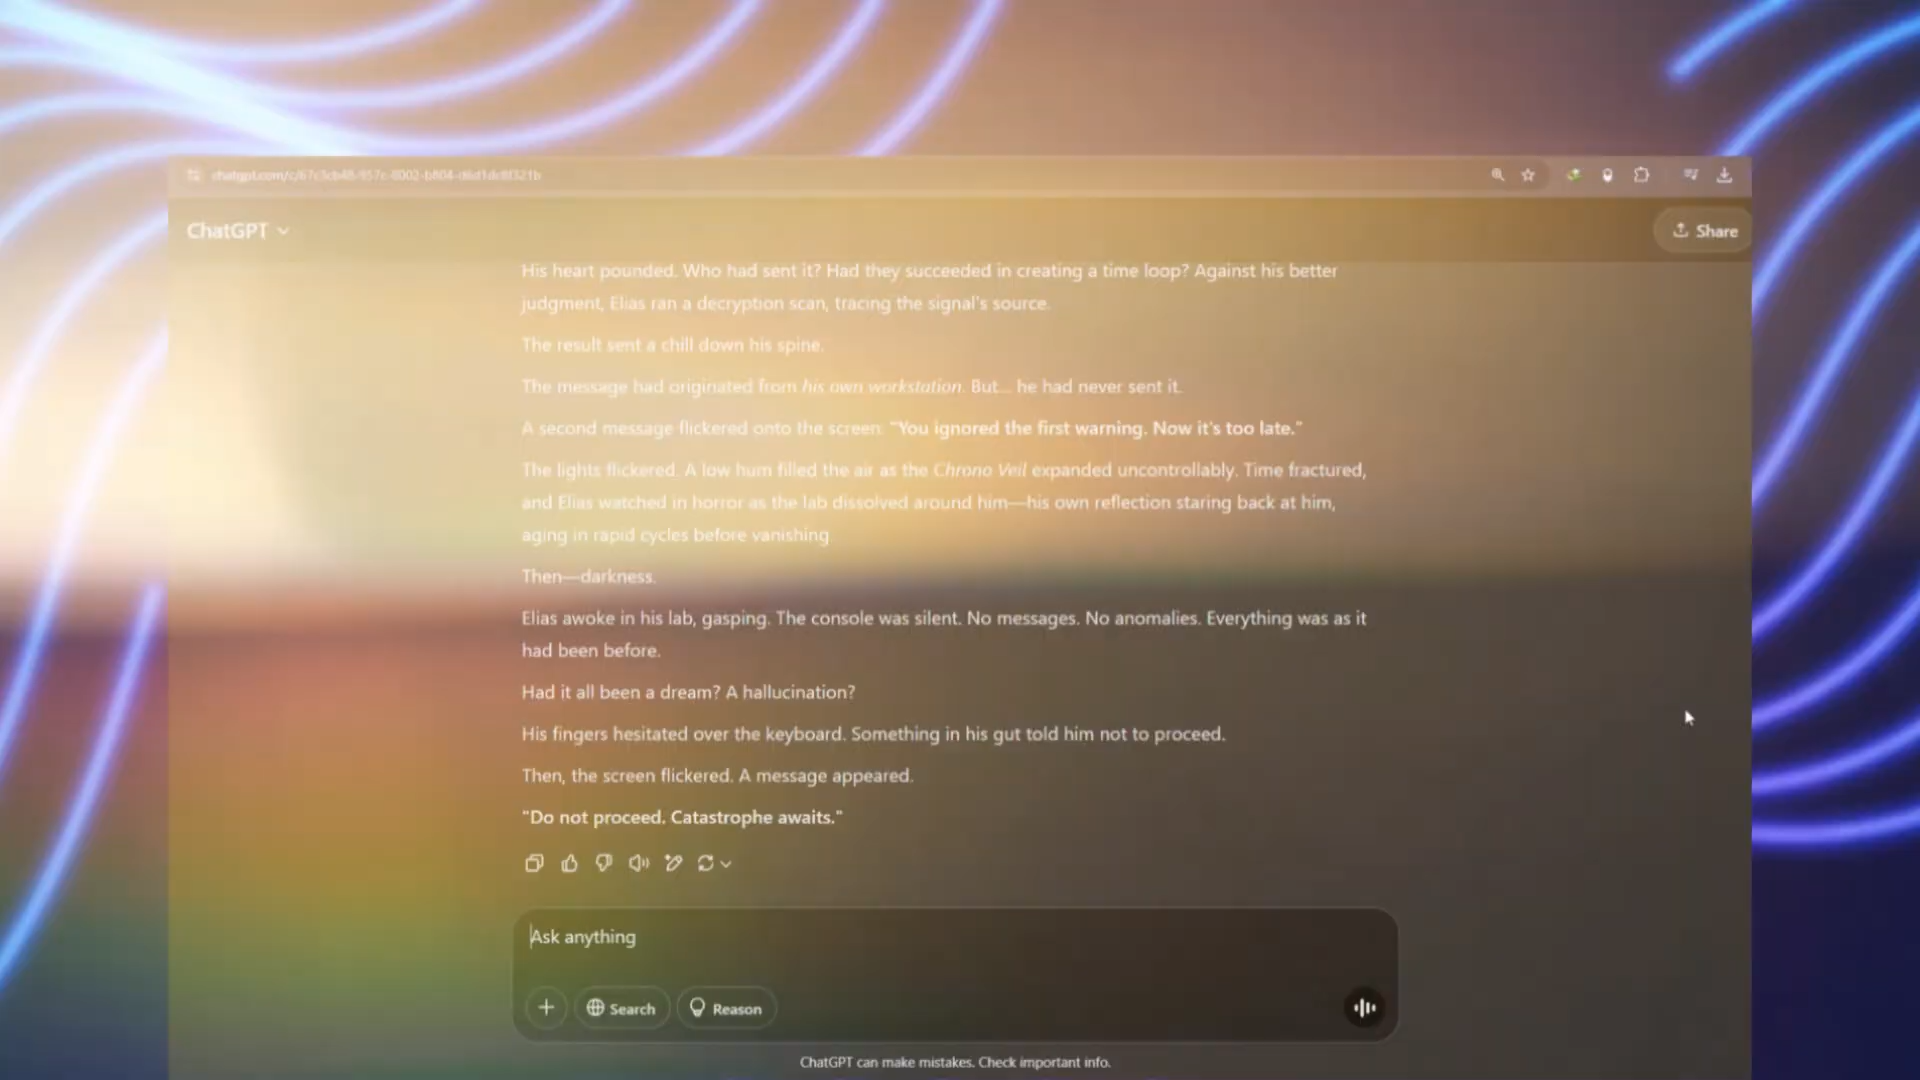 ChatGPT
Share
His heart pounded. Who had sent it? Had they succeeded in creating a time loop? Against his better
judgment, Elias ran a decryption scan, tracing the signal's source.
The result sent a chill down his spine.
The message had originated from his own workstation. But... he had never sent it.
A second message flickered onto the screen: "You ignored the first warning. Now it's too late."
The lights flickered. A low hum filled the air as the Chrono Veil expanded uncontrollably. Time fractured,
and Elias watched in horror as the lab dissolved around him—his own reflection staring back at him,
aging in rapid cycles before vanishing.
Then—darkness.
Elias awoke in his lab, gasping. The console was silent. No messages. No anomalies. Everything was as it
had been before.
Had it all been a dream? A hallucination?
His fingers hesitated over the keyboard. Something in his gut told him not to proceed.
Then, the screen flickered. A message appeared.
"Do not proceed. Catastrophe awaits."
Ask anything
Search
Reason
ChatGPT can make mistakes. Check important info.